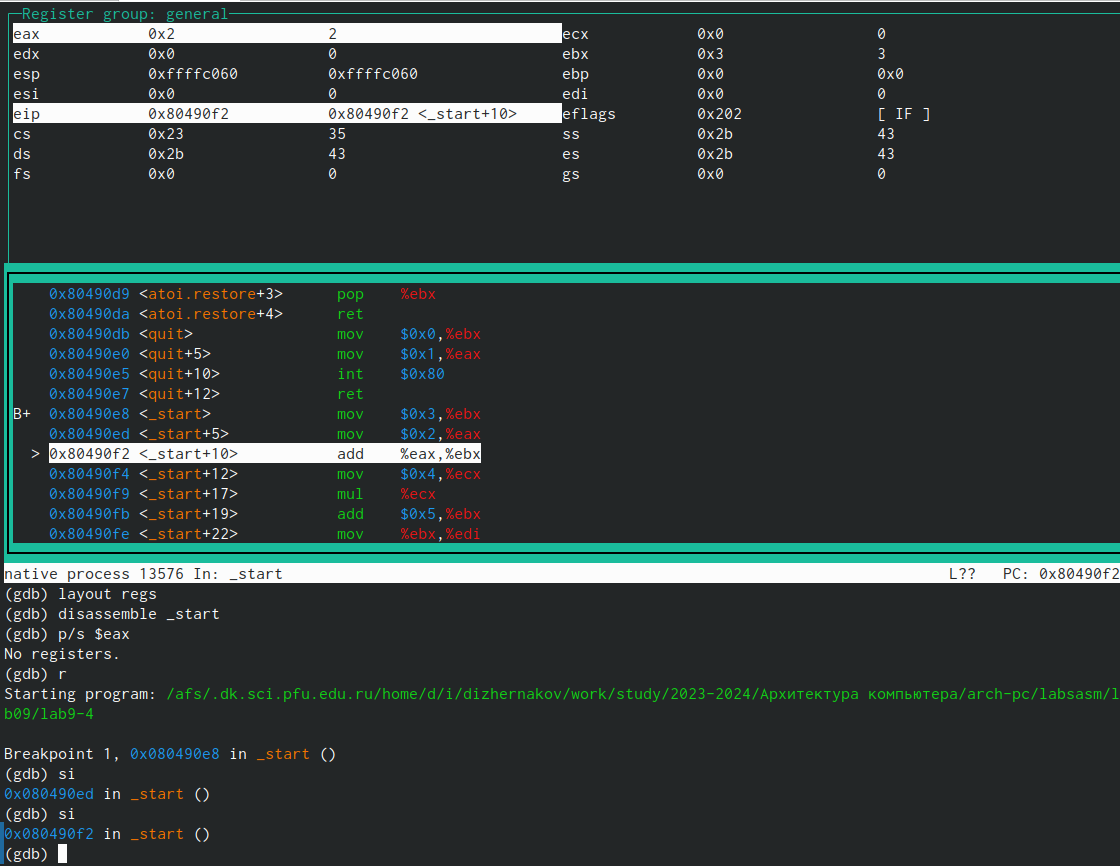 Register group: general
eax 0x2 2 ecx 0x0 0
edx 0x0 0 ebx 0x3 3
esp 0xffffc060 0xffffc060 ebp 0x0 0x0
esi 0x0 0 edi 0x0 0
eip 0x80490f2 0x80490f2 <_start+10> eflags 0x202 [ IF ]
cs 0x23 35 ss 0x2b 43
ds 0x2b 43 es 0x2b 43
fs 0x0 0 gs 0x0 0
0x80490d9 <atoi.restore+3> pop %ebx
0x80490da <atoi.restore+4> ret
0x80490db <quit> mov $0x0,%ebx
0x80490e0 <quit+5> mov $0x1,%eax
0x80490e5 <quit+10> int $0x80
0x80490e7 <quit+12> ret
B+ 0x80490e8 <_start> mov $0x3,%ebx
0x80490ed <_start+5> mov $0x2,%eax
> 0x80490f2 <_start+10> add %eax,%ebx
0x80490f4 <_start+12> mov $0x4,%ecx
0x80490f9 <_start+17> mul %ecx
0x80490fb <_start+19> add $0x5,%ebx
0x80490fe <_start+22> mov %ebx,%edi
native process 13576 In: _start L?? PC: 0x80490f2
(gdb) layout regs
(gdb) disassemble _start
(gdb) p/s $eax
No registers.
(gdb) r
Starting program: /afs/.dk.sci.pfu.edu.ru/home/d/i/dizhernakov/work/study/2023-2024/Архитектура компьютера/arch-pc/labsasm/l
b09/lab9-4
Breakpoint 1, 0x080490e8 in _start ()
(gdb) si
0x080490ed in _start ()
(gdb) si
0x080490f2 in _start ()
(gdb)